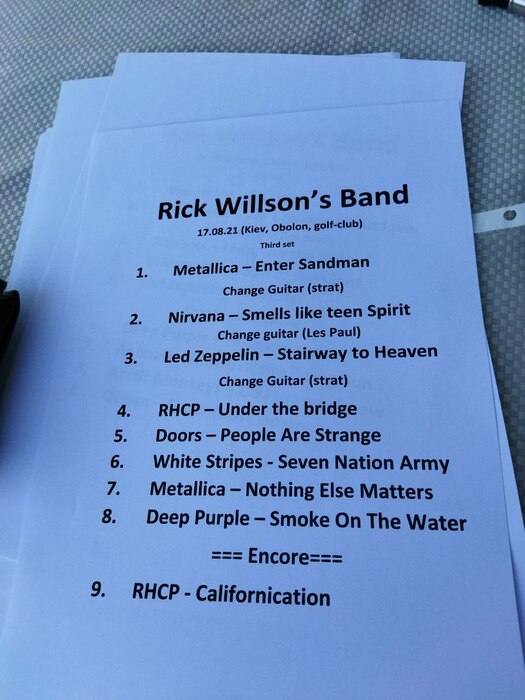 Rick Willson's Band
17.08.21 (Kiev, Obolon, golf-club)
Third set
1. Metallica – Enter Sandman
Change Guitar (strat)
2. Nirvana – Smells like teen Spirit
Change guitar (Les Paul)
3. Led Zeppelin – Stairway to Heaven
Change Guitar (strat)
4. RHCP – Under the bridge
5. Doors – People Are Strange
6. White Stripes - Seven Nation Army
7. Metallica – Nothing Else Matters
8. Deep Purple – Smoke On The Water
=== Encore===
9. RHCP - Californication